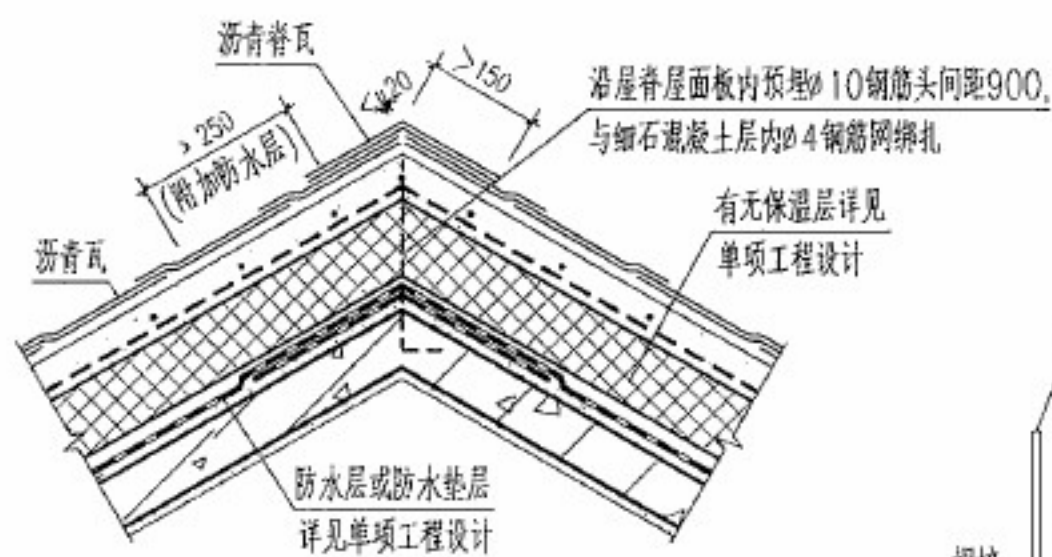 沥青脊瓦
≥150
≮120
沿屋脊屋面板内预埋ø10钢筋头间距900,
与细石混凝土层内ø4钢筋网绑扎
≥250
(附加防水层)
有无保温层详见
单项工程设计
沥青瓦
防水层或防水垫层
详见单项工程设计